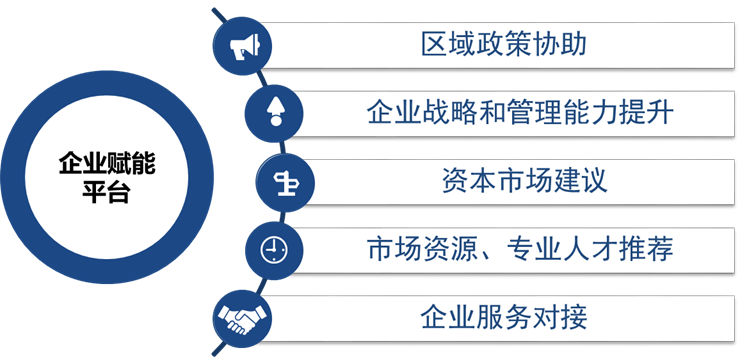 企业赋能
平台
区域政策协助
企业战略和管理能力提升
资本市场建议
市场资源、专业人才推荐
企业服务对接